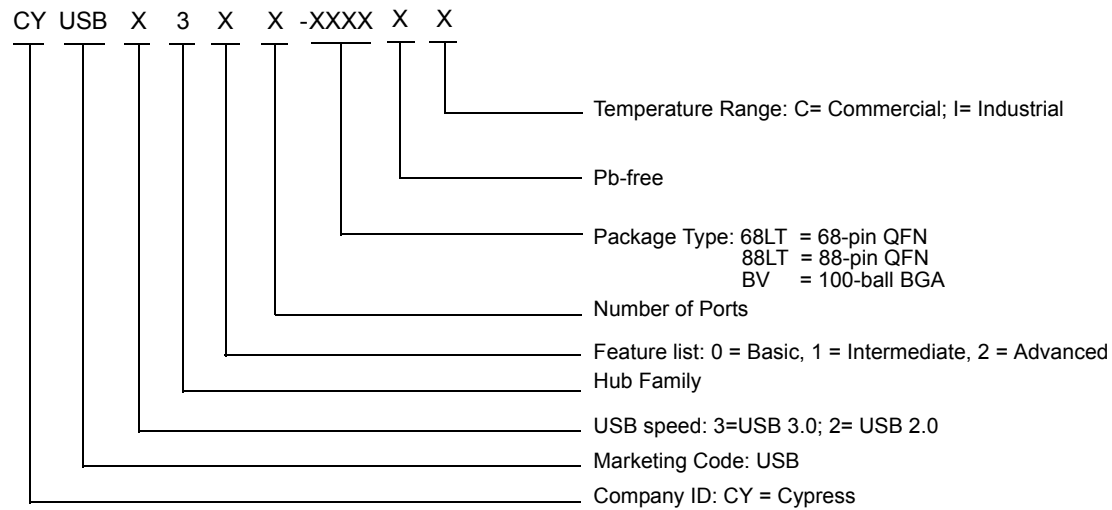 CY USB X 3 X X -XXXX X X
Temperature Range: C= Commercial; I= Industrial
Pb-free
Package Type: 68LT = 68-pin QFN
88LT = 88-pin QFN
BV = 100-ball BGA
Number of Ports
Feature list: 0 = Basic, 1 = Intermediate, 2 = Advanced
Hub Family
USB speed: 3=USB 3.0; 2= USB 2.0
Marketing Code: USB
Company ID: CY = Cypress